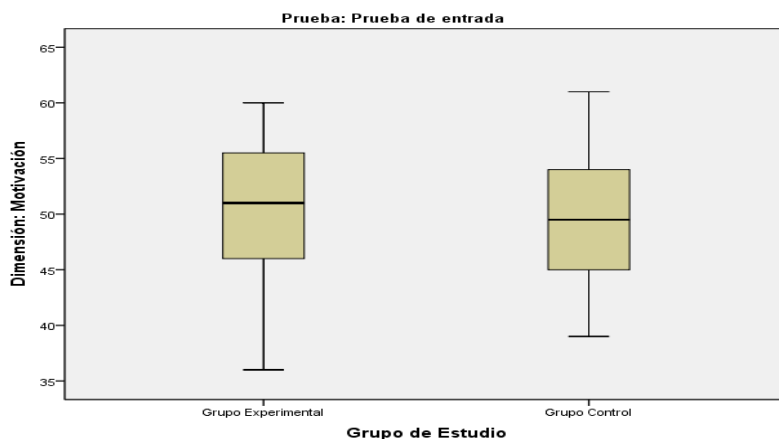 Prueba: Prueba de entrada
Dimensión: Motivación
65
60
55
50
45
40
35
Grupo Experimental
Grupo Control
Grupo de Estudio